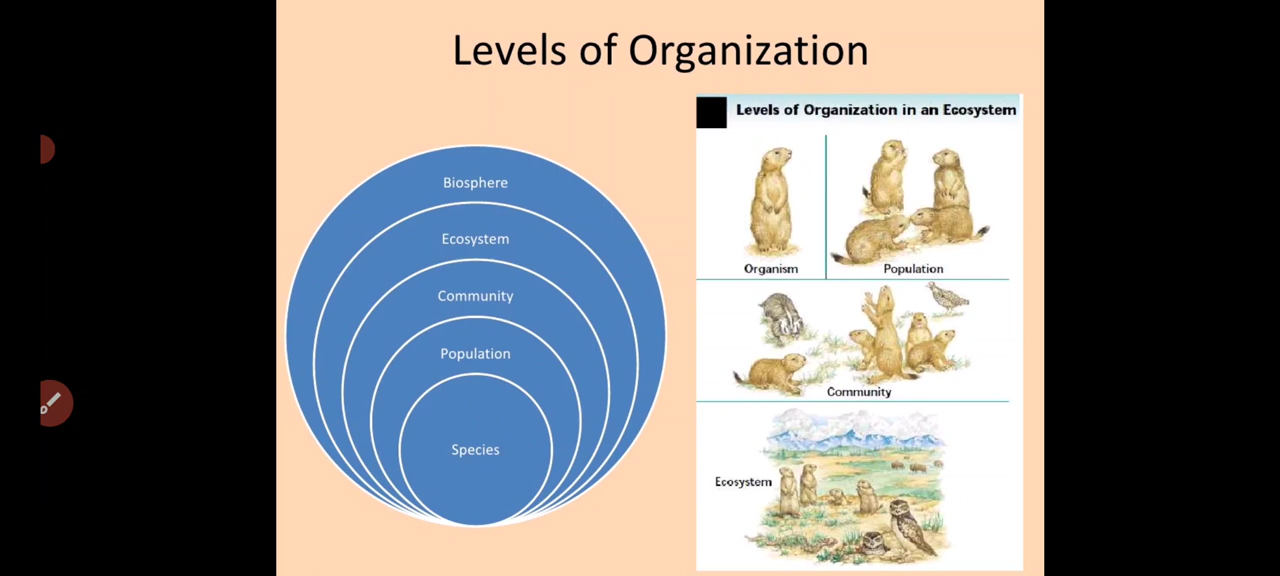 Levels of Organization
Biosphere
Ecosystem
Community
Population
Species
Levels of Organization in an Ecosystem
Organism
Population
Community
Ecosystem